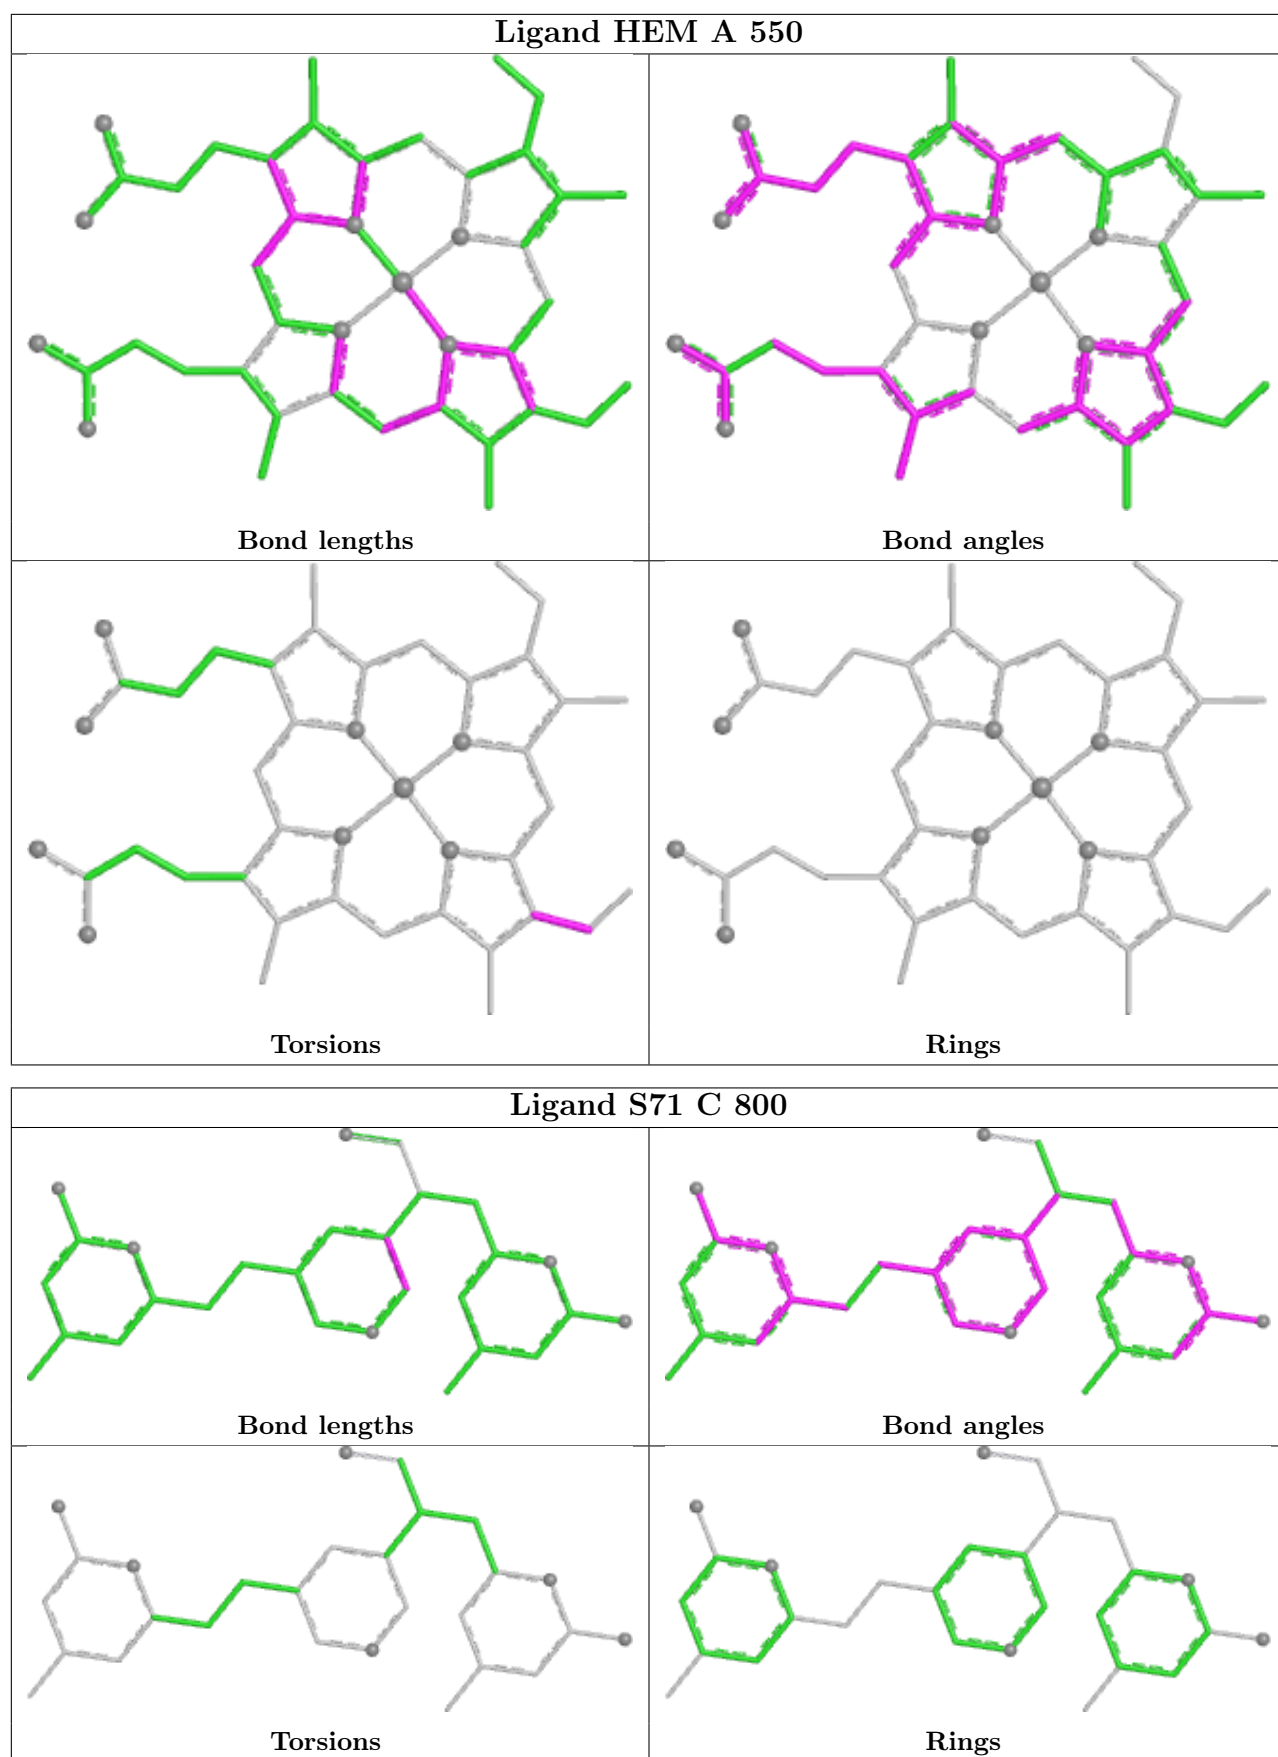 Ligand HEM A 550
Bond lengths
Bond angles
Torsions
Rings
Ligand S71 C 800
Bond lengths
Bond angles
Torsions
Rings